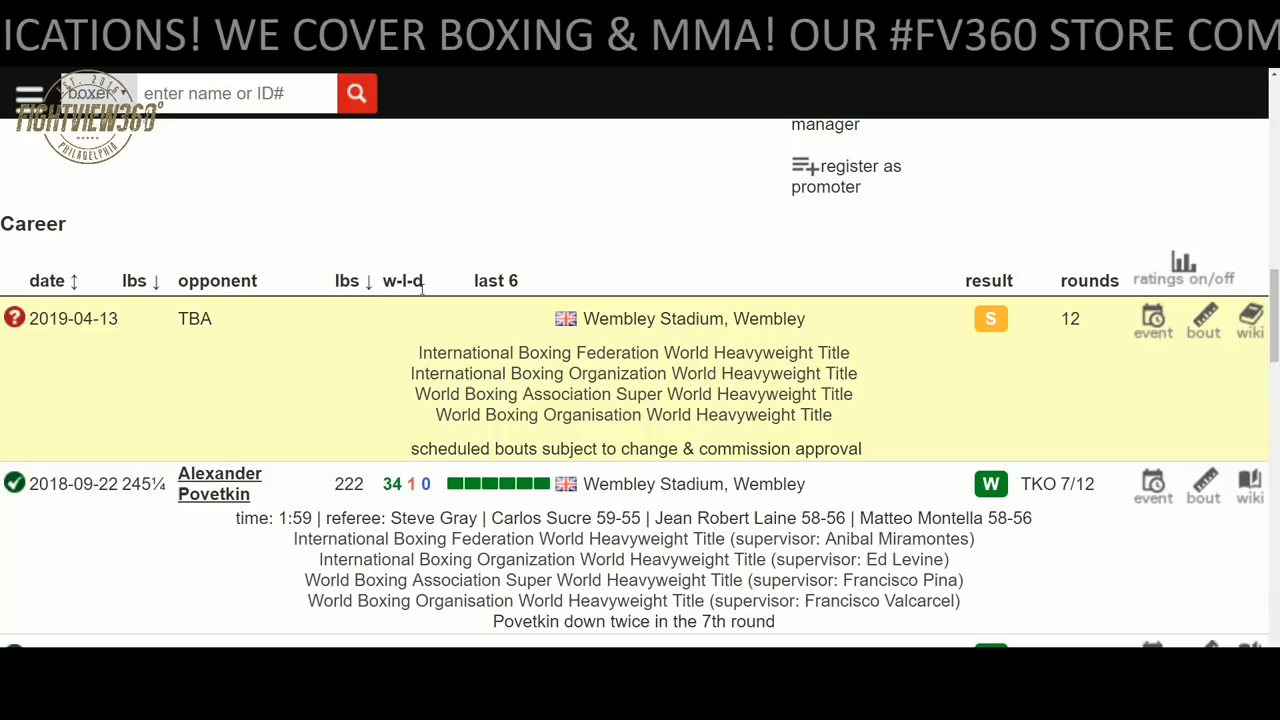 ICATIONS! WE COVER BOXING & MMA! OUR #FV360 STORE COM
boxer enter name or ID#
EST. 2016
FIGHTVIEW360°
PHILADELPHIA
manager
register as
promoter
Career
date ↕ lbs ↓ opponent lbs ↓ w-l-d last 6 result rounds ratings on/off
2019-04-13 TBA Wembley Stadium, Wembley S 12 event bout wiki
International Boxing Federation World Heavyweight Title
International Boxing Organization World Heavyweight Title
World Boxing Association Super World Heavyweight Title
World Boxing Organisation World Heavyweight Title
scheduled bouts subject to change & commission approval
2018-09-22 245¼ Alexander Povetkin 222 34 1 0 Wembley Stadium, Wembley W TKO 7/12 event bout wiki
time: 1:59 | referee: Steve Gray | Carlos Sucre 59-55 | Jean Robert Laine 58-56 | Matteo Montella 58-56
International Boxing Federation World Heavyweight Title (supervisor: Anibal Miramontes)
International Boxing Organization World Heavyweight Title (supervisor: Ed Levine)
World Boxing Association Super World Heavyweight Title (supervisor: Francisco Pina)
World Boxing Organisation World Heavyweight Title (supervisor: Francisco Valcarcel)
Povetkin down twice in the 7th round